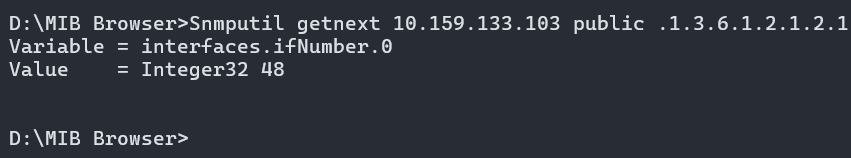 D:\MIB Browser>Snmputil getnext 10.159.133.103 public .1.3.6.1.2.1.2.1
Variable = interfaces.ifNumber.0
Value    = Integer32 48
D:\MIB Browser>